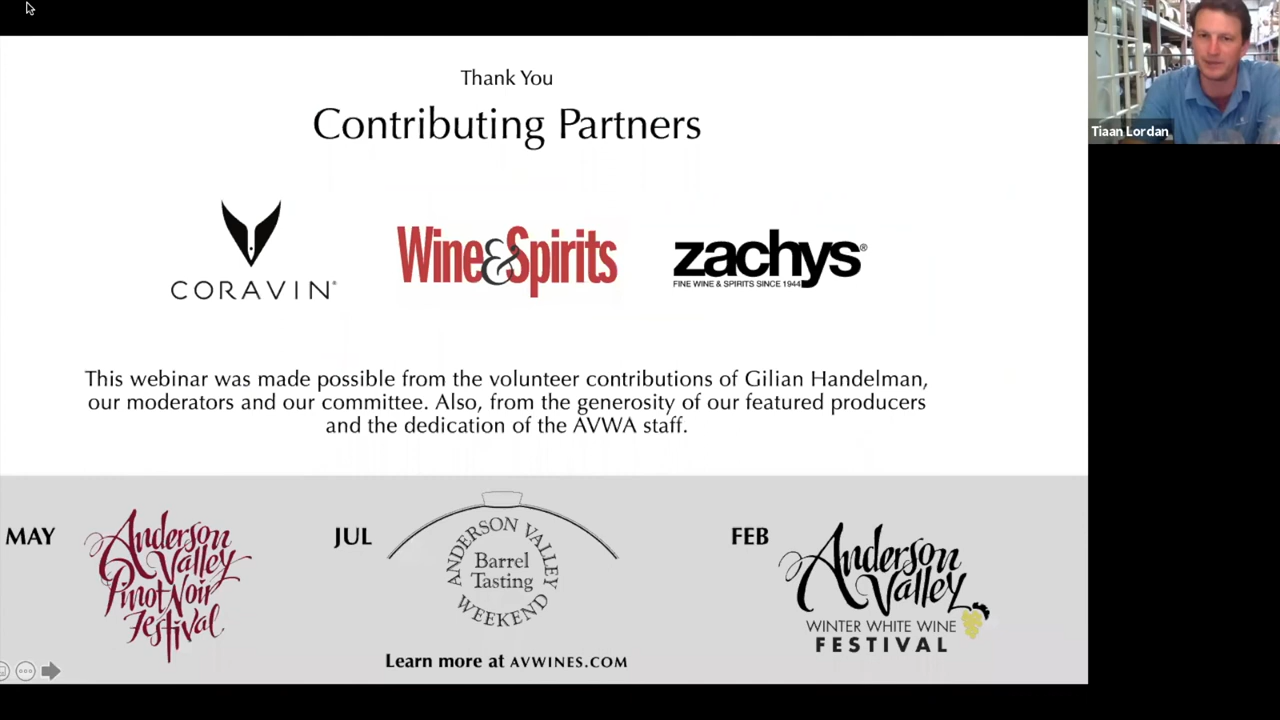 Thank You
Contributing Partners
CORAVIN®
Wine&Spirits
zachys®
FINE WINE & SPIRITS SINCE 1944
This webinar was made possible from the volunteer contributions of Gilian Handelman,
our moderators and our committee. Also, from the generosity of our featured producers
and the dedication of the AVWA staff.
MAY
Anderson
Valley
Pinot Noir
Festival
JUL
ANDERSON VALLEY
Barrel
Tasting
WEEKEND
FEB
Anderson
Valley
WINTER WHITE WINE
FESTIVAL
Learn more at AVWINES.COM
Tiaan Lordan